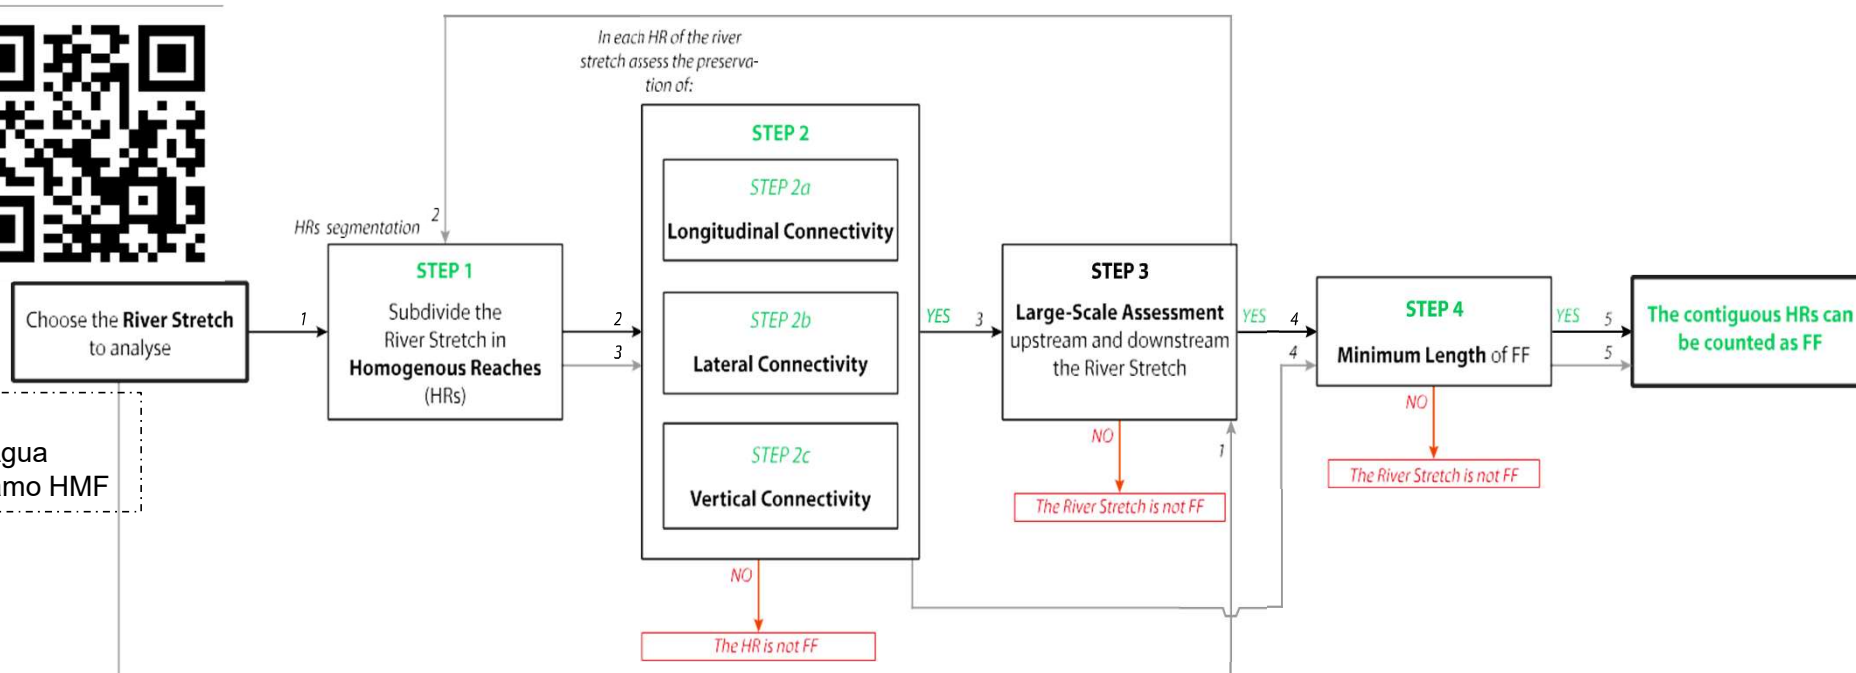 In each HR of the river
stretch assess the preserva-
tion of:
HRs segmentation
2
Choose the River Stretch
to analyse
1
STEP 1
Subdivide the
River Stretch in
Homogenous Reaches
(HRs)
2
3
STEP 2
STEP 2a
Longitudinal Connectivity
STEP 2b
Lateral Connectivity
STEP 2c
Vertical Connectivity
NO
The HR is not FF
YES
3
STEP 3
Large-Scale Assessment
upstream and downstream
the River Stretch
1
NO
The River Stretch is not FF
YES
4
4
STEP 4
Minimum Length of FF
NO
The River Stretch is not FF
YES
5
5
The contiguous HRs can
be counted as FF
gua
amo HMF